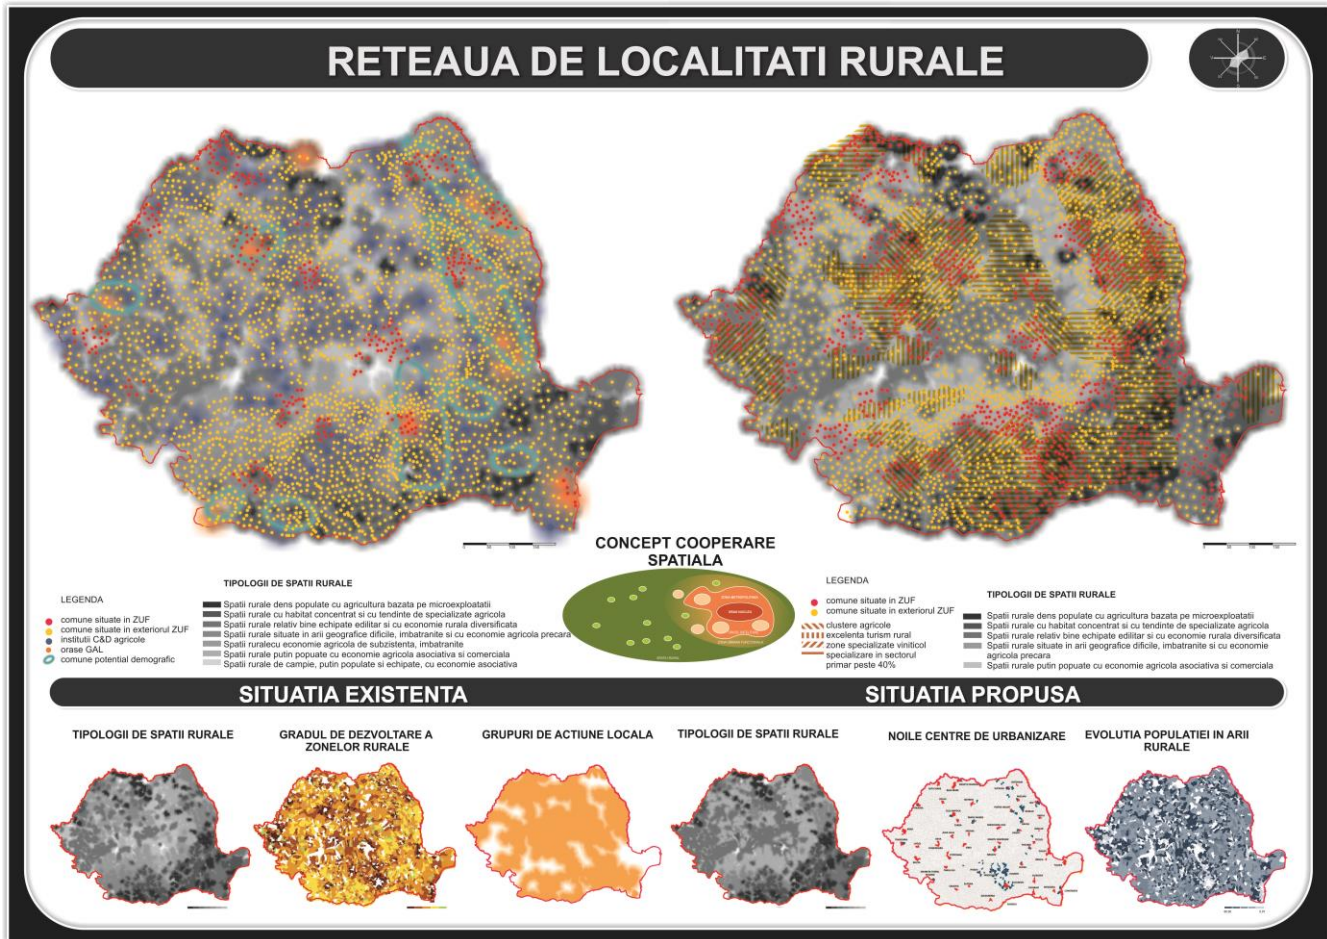 RETEAUA DE LOCALITATI RURALE
CONCEPT COOPERARE
SPATIALA
LEGENDA
comune situate in ZUF
comune situate in exteriorul ZUF
institutii C&D agricole
orase GAL
comune potential demografic
TIPOLOGII DE SPATII RURALE
Spatii rurale dens populate cu agricultura bazata pe microexploatatii
Spatii rurale cu habitat concentrat si cu tendinte de specializate agricola
Spatii rurale relativ bine echipate edilitar si cu economie rurala diversificata
Spatii rurale situate in arii geografice dificile, imbatranite si cu economie agricola precara
Spatii ruralecu economie agricola de subzistenta, imbatranite
Spatii rurale putin popuate cu economie agricola asociativa si comerciala
Spatii rurale de campie, putin populate si echipate, cu economie asociativa
LEGENDA
comune situate in ZUF
comune situate in exteriorul ZUF
clustere agricole
excelenta turism rural
zone specializate viniticol
specializare in sectorul
primar peste 40%
TIPOLOGII DE SPATII RURALE
Spatii rurale dens populate cu agricultura bazata pe microexploatatii
Spatii rurale cu habitat concentrat si cu tendinte de specializate agricola
Spatii rurale relativ bine echipate edilitar si cu economie rurala diversificata
Spatii rurale situate in arii geografice dificile, imbatranite si cu economie
agricola precara
Spatii rurale putin popuate cu economie agricola asociativa si comerciala
SITUATIA EXISTENTA
SITUATIA PROPUSA
TIPOLOGII DE SPATII RURALE
GRADUL DE DEZVOLTARE A
ZONELOR RURALE
GRUPURI DE ACTIUNE LOCALA
TIPOLOGII DE SPATII RURALE
NOILE CENTRE DE URBANIZARE
EVOLUTIA POPULATIEI IN ARII
RURALE